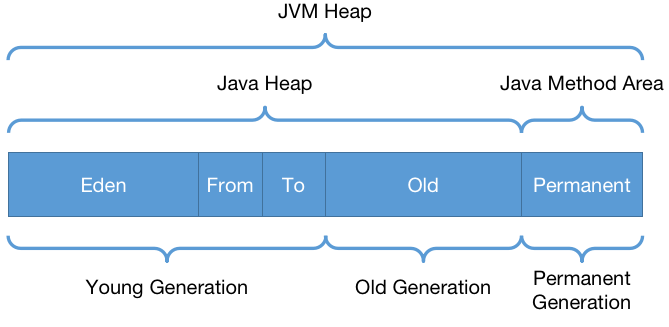 JVM Heap
Java Heap
Java Method Area
Eden
From
To
Old
Permanent
Young Generation
Old Generation
Permanent
Generation